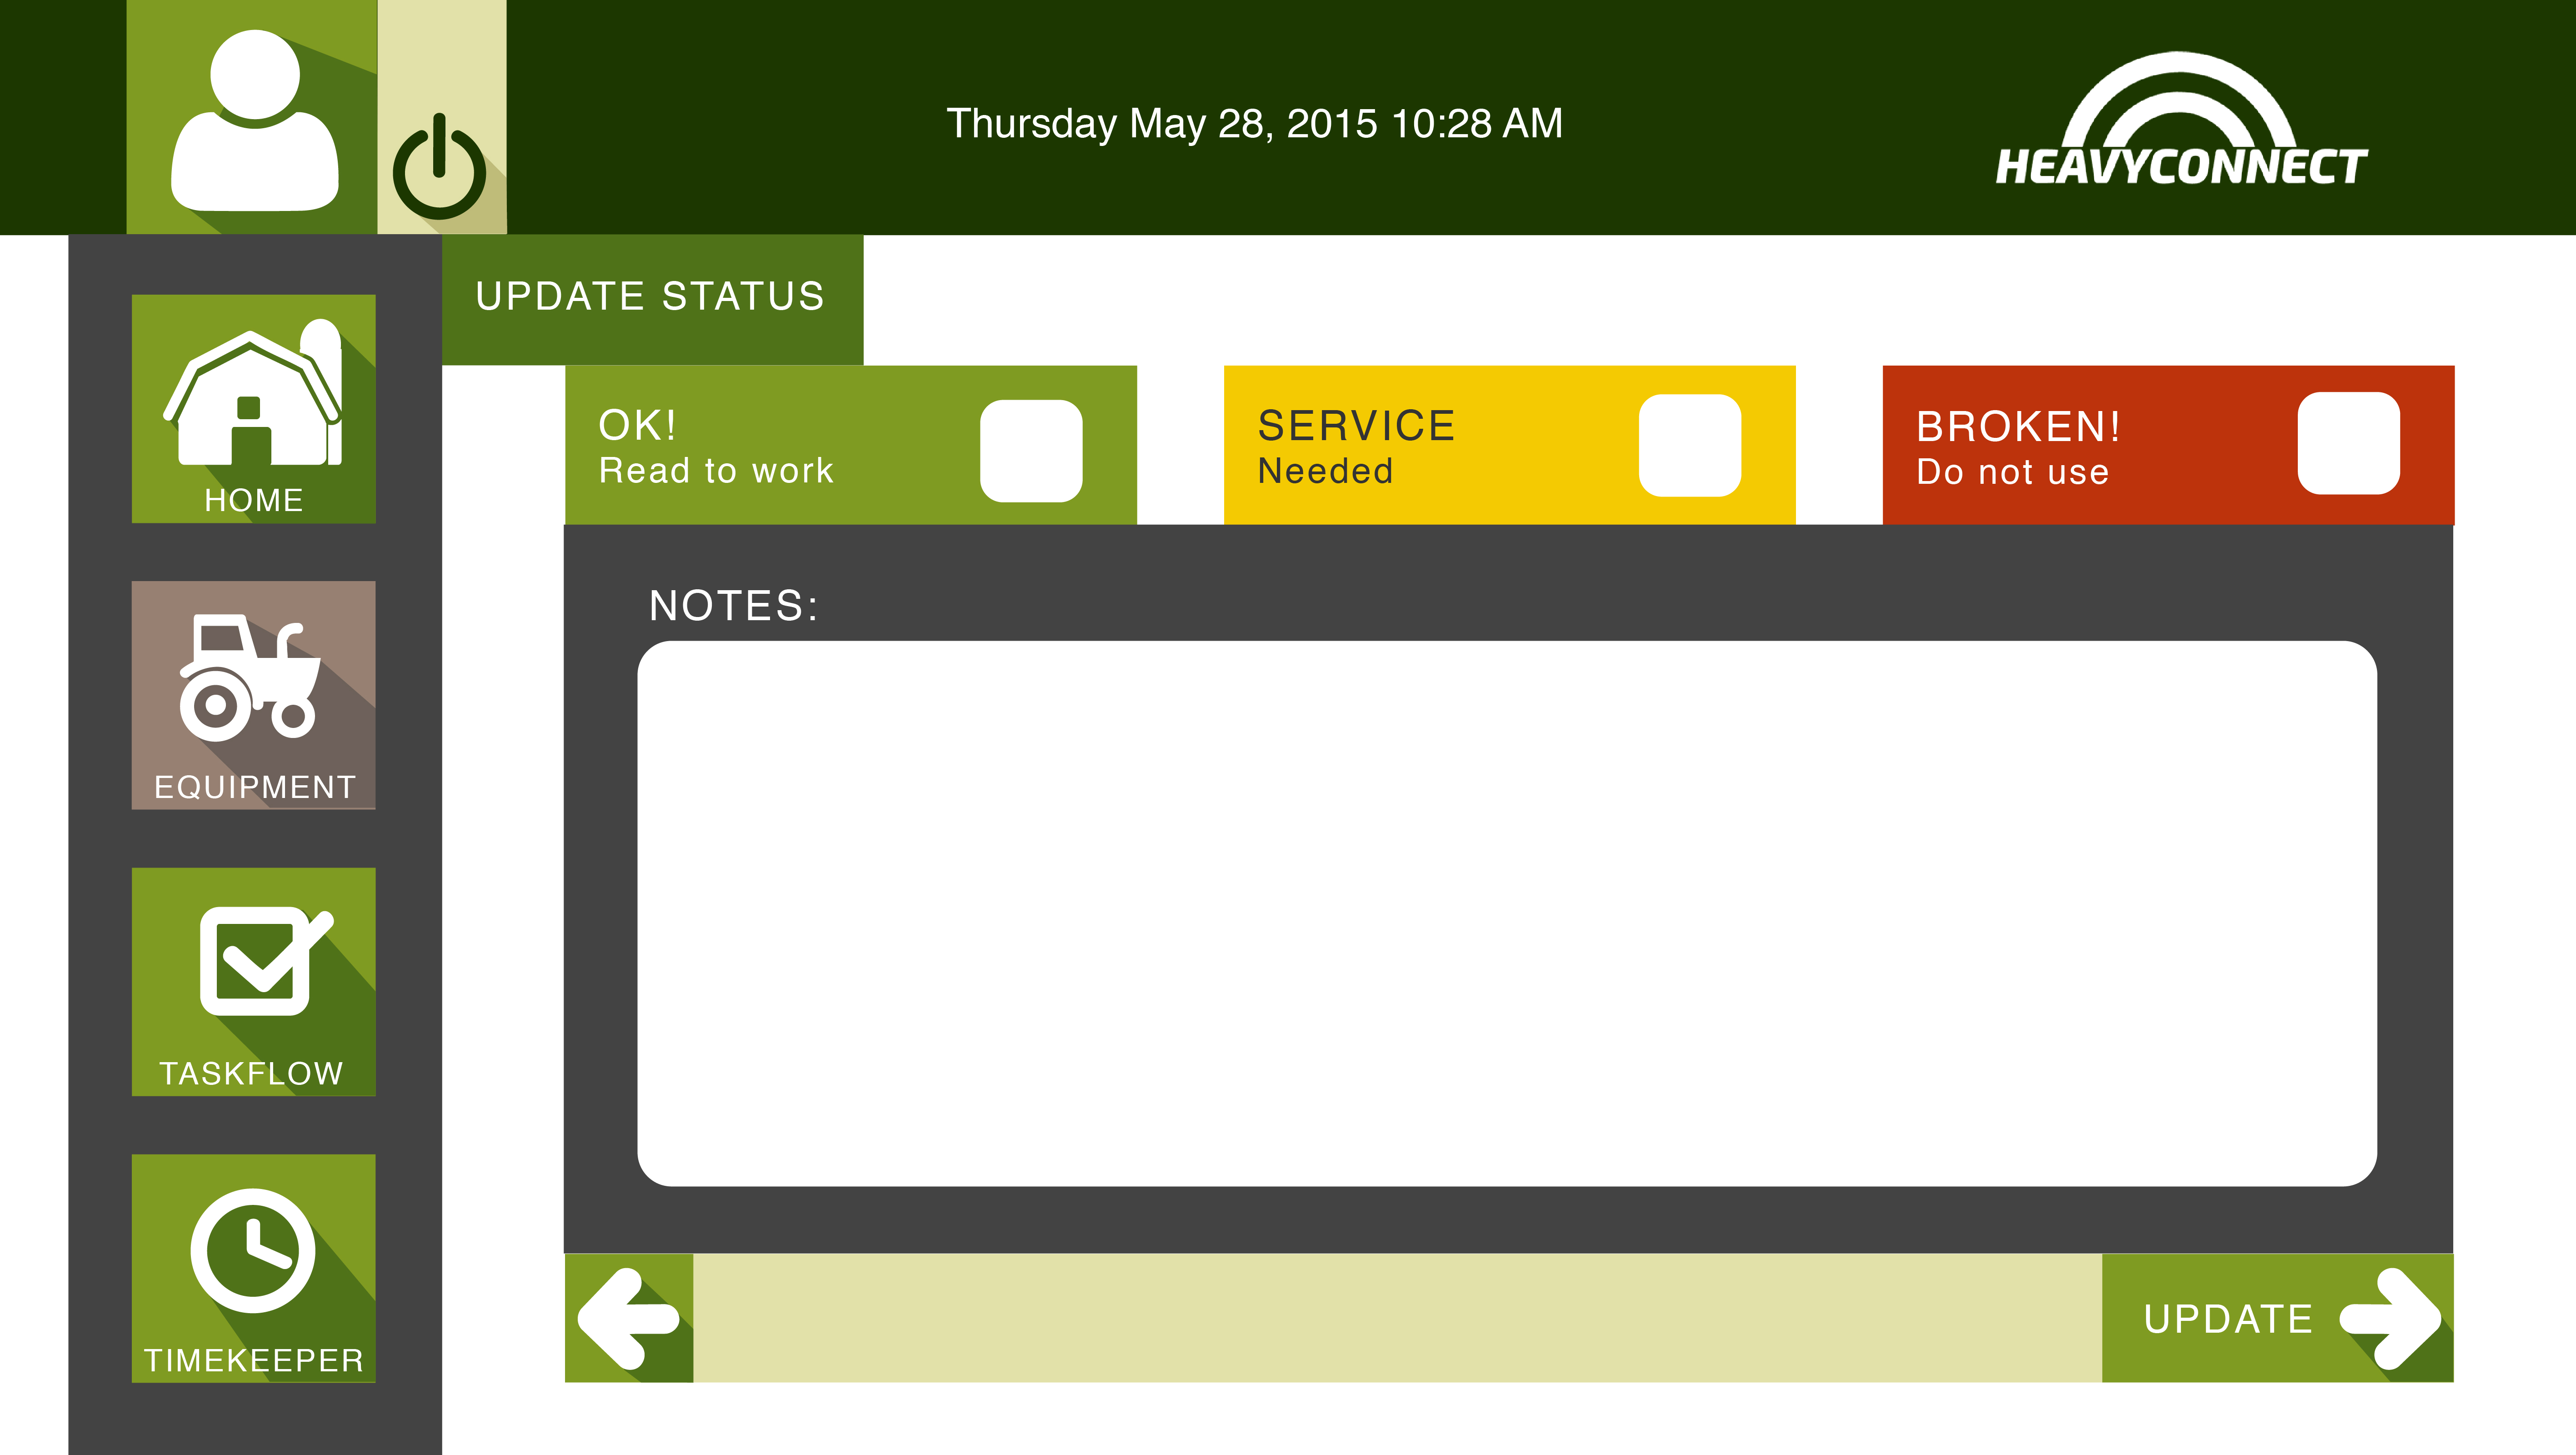 Thursday May 28, 2015 10:28 AM
HEAVYCONNECT
UPDATE STATUS
HOME
EQUIPMENT
TASKFLOW
TIMEKEEPER
OK!
Read to work
SERVICE
Needed
BROKEN!
Do not use
NOTES:
UPDATE